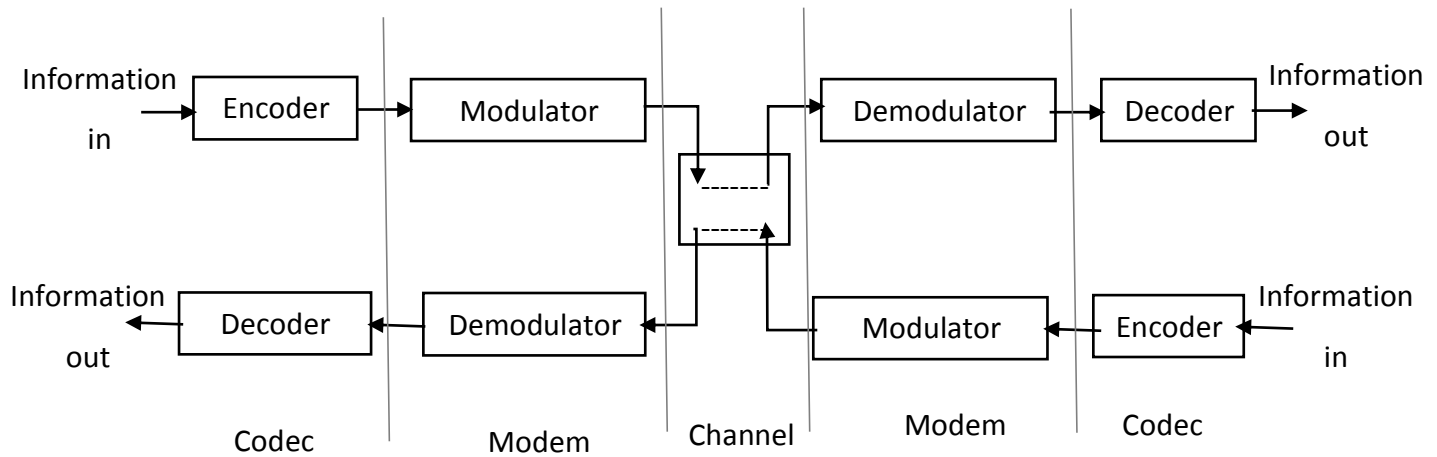 Information
in
Encoder
Modulator
Demodulator
Decoder
Information
out
Information
out
Decoder
Demodulator
Modulator
Encoder
Information
in
Codec
Modem
Channel
Modem
Codec